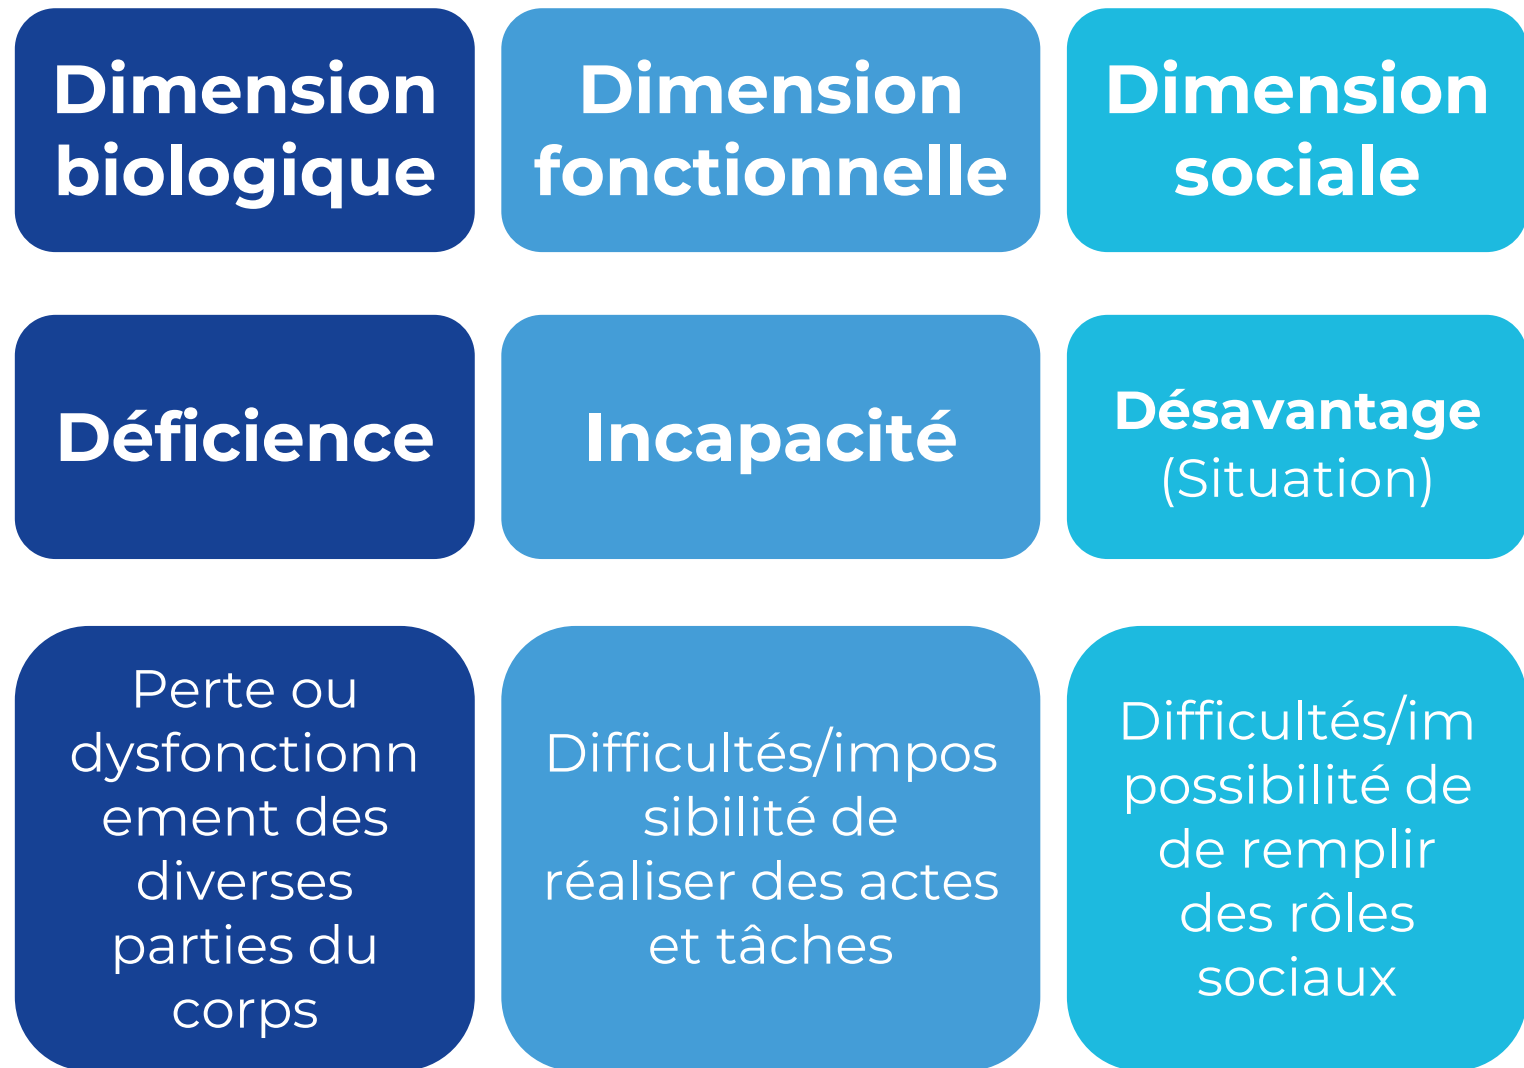 Dimension
biologique
Dimension
fonctionnelle
Dimension
sociale
Déficience
Incapacité
Désavantage
(Situation)
Perte ou
dysfonctionn
ement des
diverses
parties du
corps
Difficultés/impos
sibilité de
réaliser des actes
et tâches
Difficultés/im
possibilité de
de remplir
des rôles
sociaux